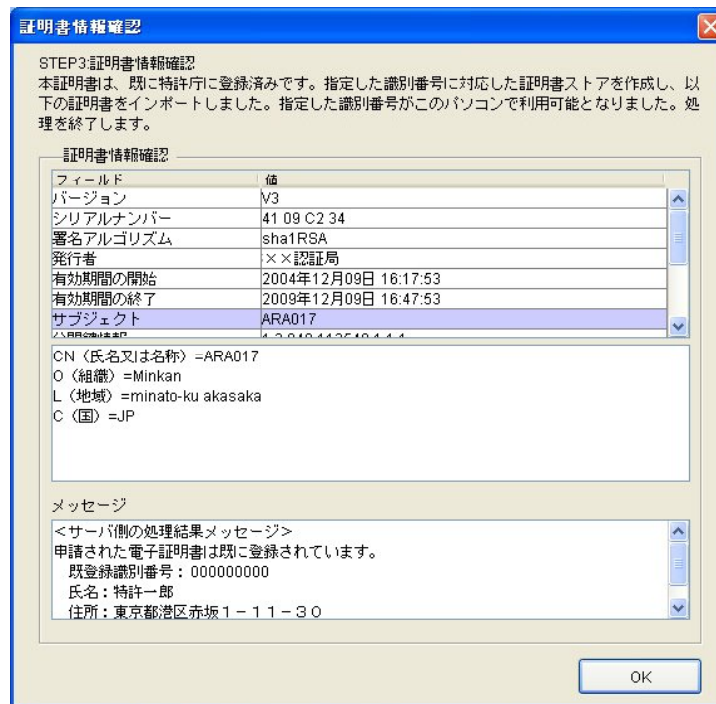 証明書情報確認
STEP3:証明書情報確認
本証明書は、既に特許庁に登録済みです。指定した識別番号に対応した証明書ストアを作成し、以
下の証明書をインポートしました。指定した識別番号がこのパソコンで利用可能となりました。処
理を終了します。
証明書情報確認
フィールド 値
バージョン V3
シリアルナンバー 41 09 C2 34
署名アルゴリズム sha1RSA
発行者 ××認証局
有効期間の開始 2004年12月09日 16:17:53
有効期間の終了 2009年12月09日 16:47:53
サブジェクト ARA017
CN（氏名又は名称）=ARA017
O（組織）=Minkan
L（地域）=minato-ku akasaka
C（国）=JP
メッセージ
<サーバ側の処理結果メッセージ>
申請された電子証明書は既に登録されています。
既登録識別番号：000000000
氏名：特許一郎
住所：東京都港区赤坂１－１１－３０
OK